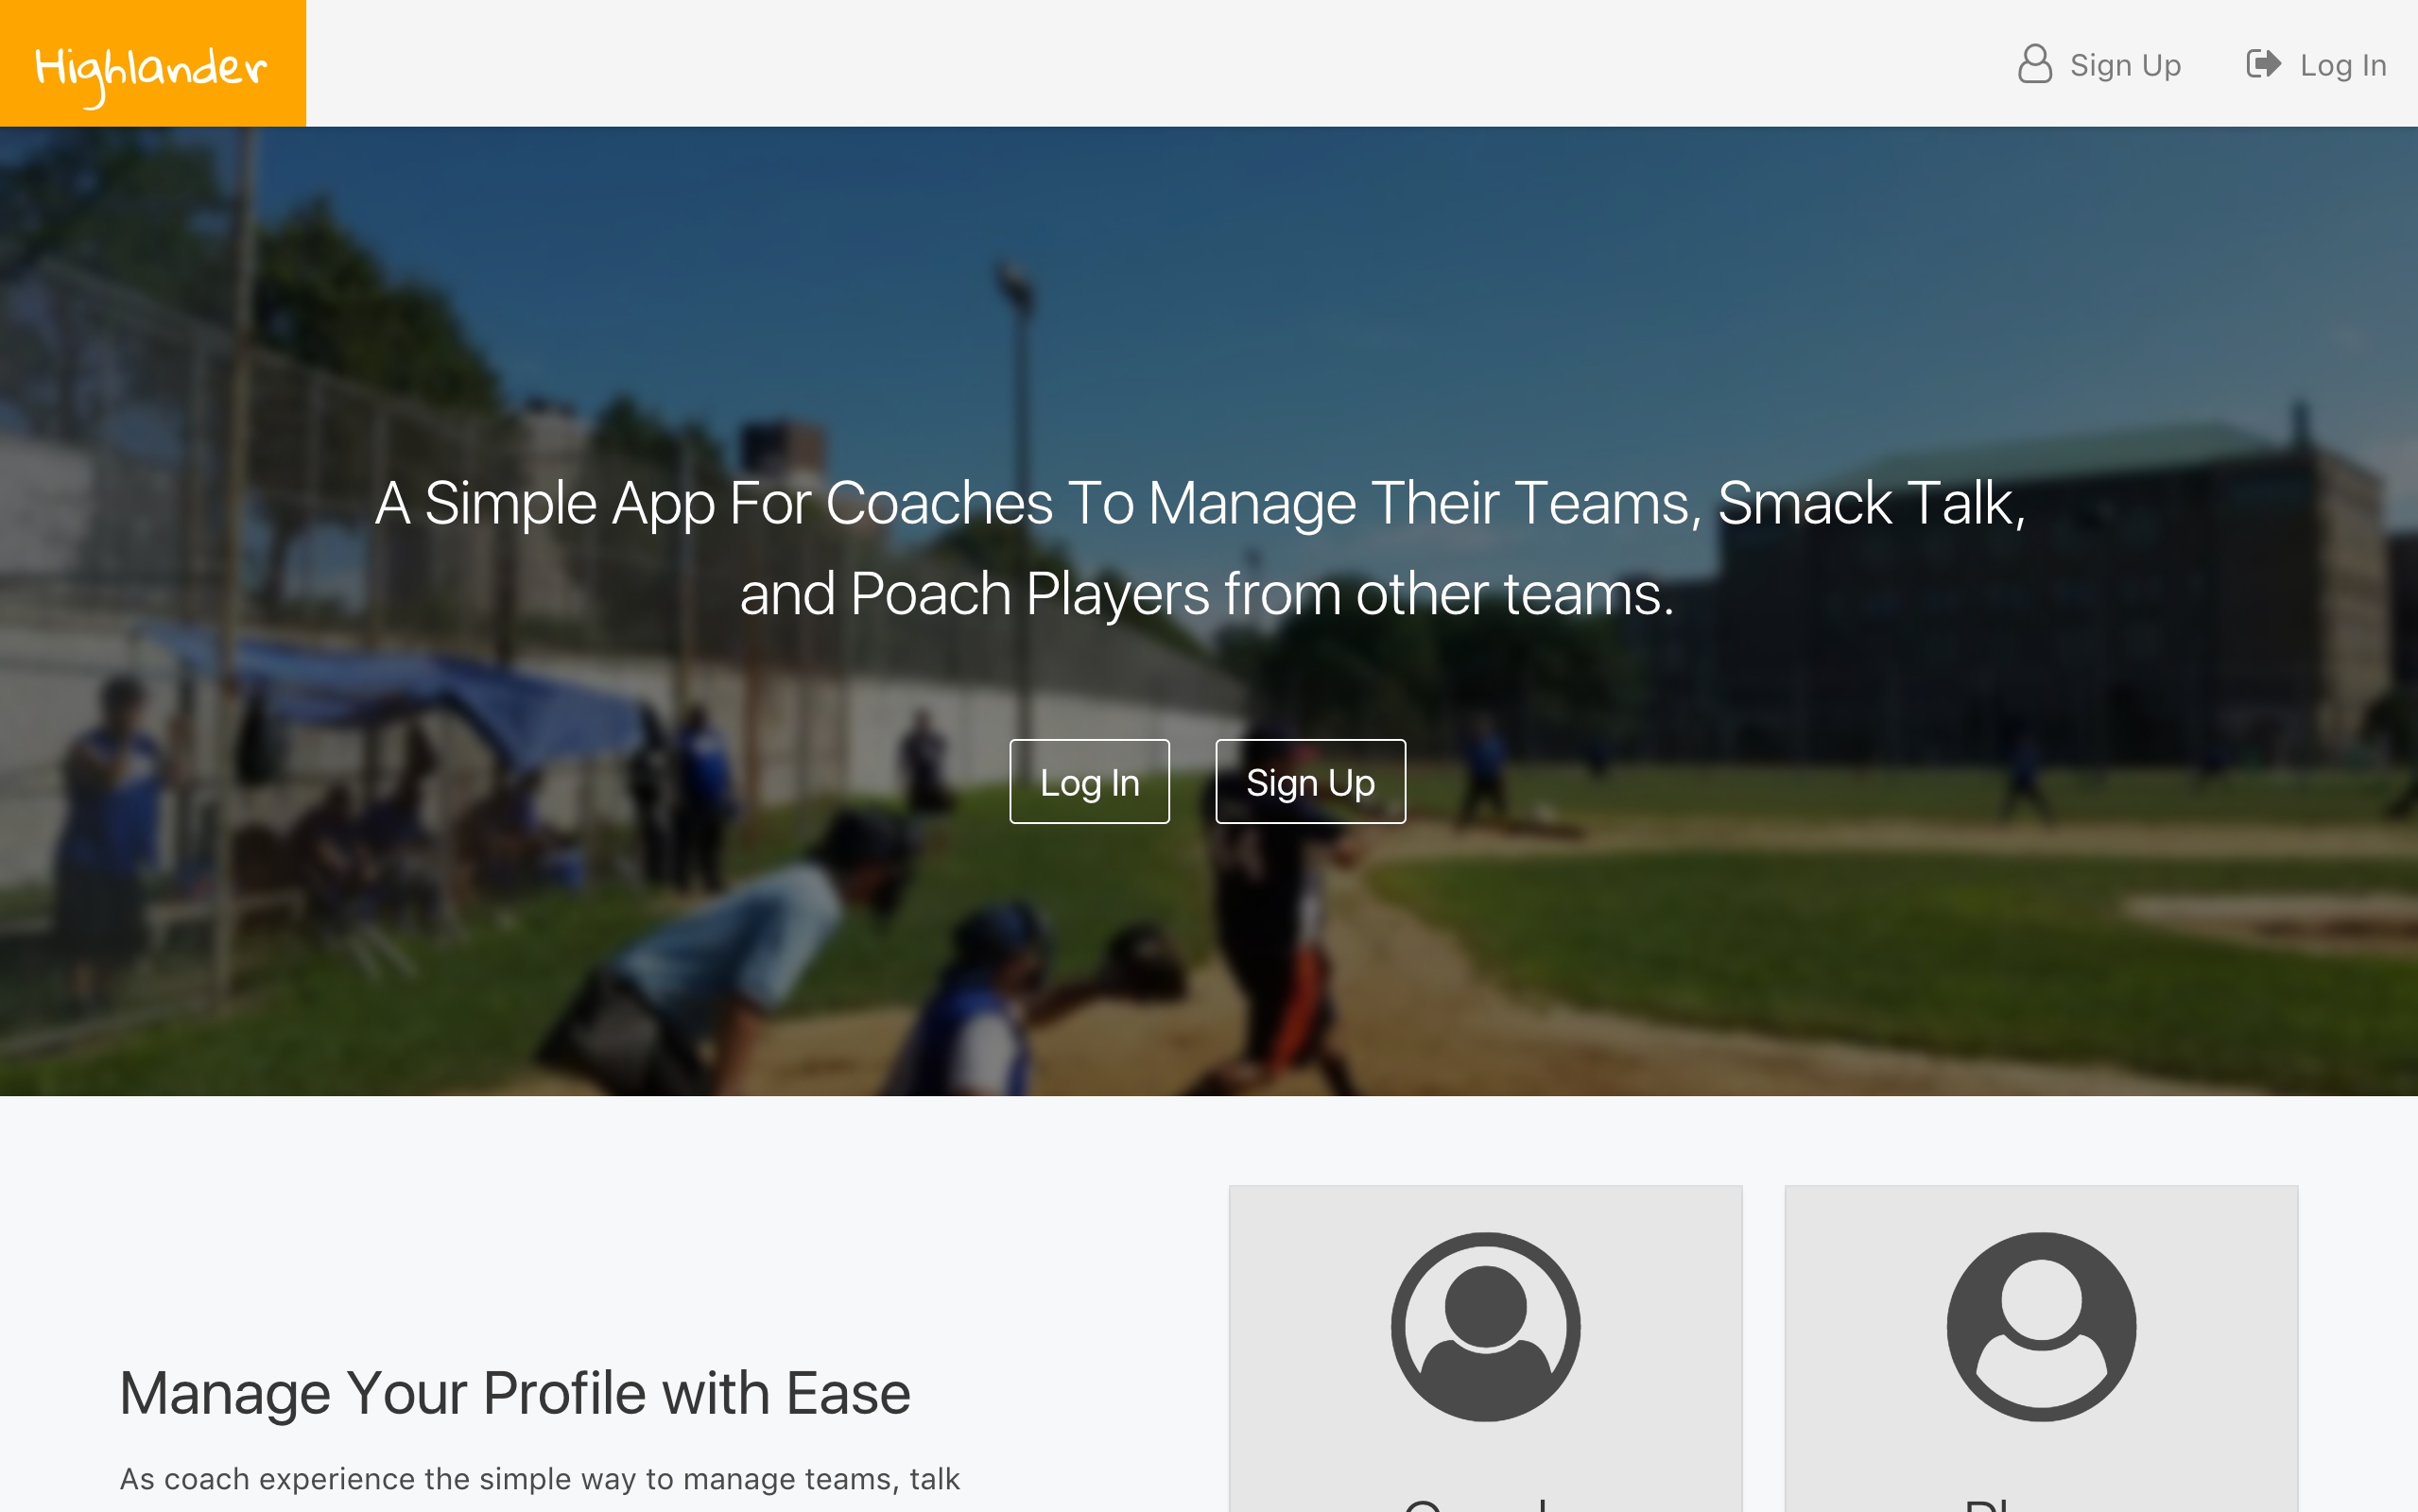 Highlander
Sign Up
Log In
A Simple App For Coaches To Manage Their Teams, Smack Talk,
and Poach Players from other teams.
Log In
Sign Up
Manage Your Profile with Ease
As coach experience the simple way to manage teams, talk